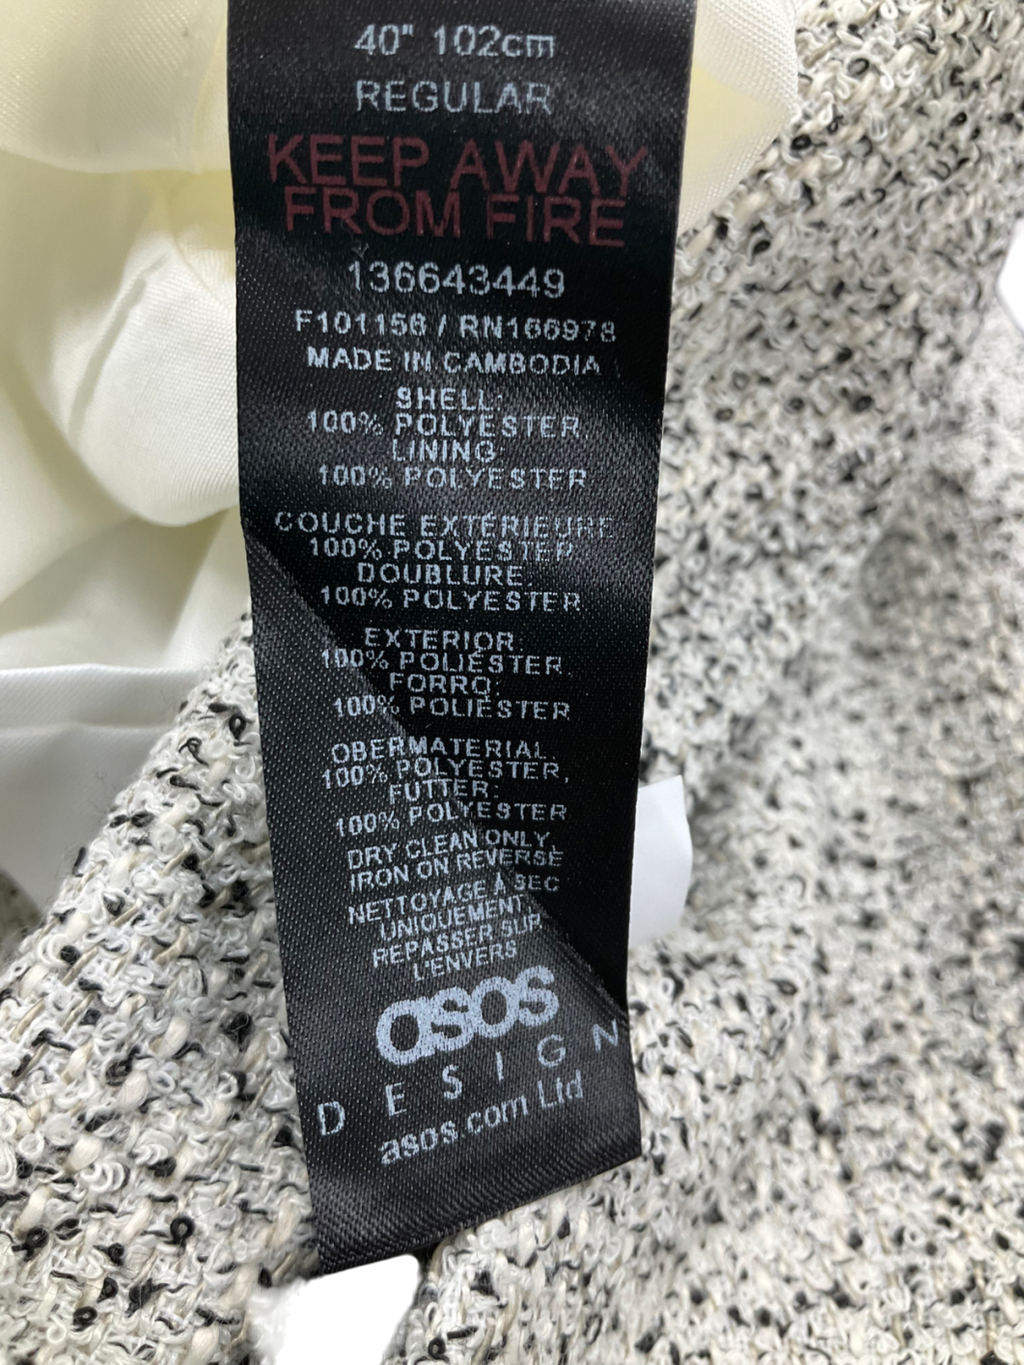 40" 102cm
REGULAR
KEEP AWAY
FROM FIRE
136643449
F101156 / RN166978
MADE IN CAMBODIA
SHELL:
100% POLYESTER,
LINING:
100% POLYESTER
COUCHE EXTÉRIEURE
100% POLYESTER,
DOUBLURE
100% POLYESTER
EXTERIOR:
100% POLIÉSTER,
FORRO:
100% POLIÉSTER
OBERMATERIAL
100% POLYESTER,
FUTTER:
100% POLYESTER
DRY CLEAN ONLY,
IRON ON REVERSE
NETTOYAGE À SEC
UNIQUEMENT,
REPASSER SUR
L'ENVERS
asos
DESIGN
asos.com Ltd